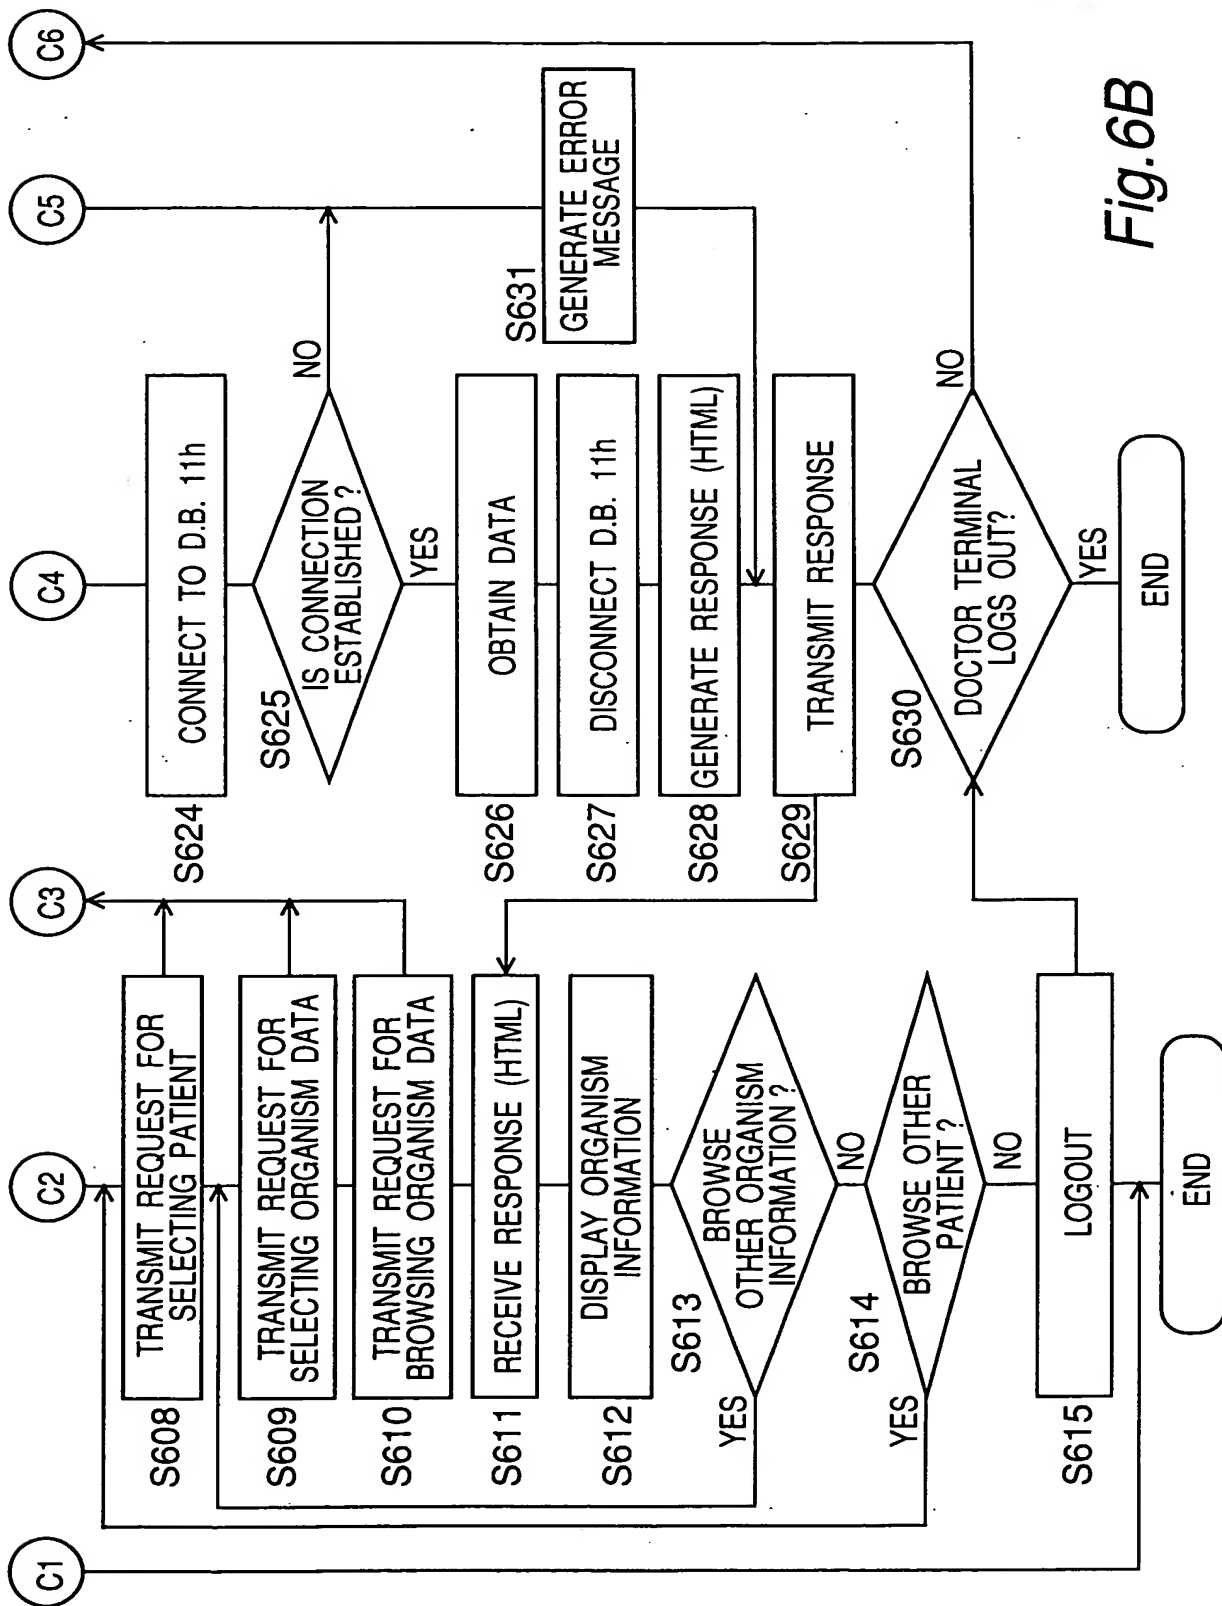 C1
C2
C3
C4
C5
C6
S608
TRANSMIT REQUEST FOR
SELECTING PATIENT
S609
TRANSMIT REQUEST FOR
SELECTING ORGANISM DATA
S610
TRANSMIT REQUEST FOR
BROWSING ORGANISM DATA
S611
RECEIVE RESPONSE (HTML)
S612
DISPLAY ORGANISM
INFORMATION
S613
BROWSE
OTHER ORGANISM
INFORMATION?
YES
NO
S614
BROWSE OTHER
PATIENT?
YES
NO
S615
LOGOUT
END
S624
CONNECT TO D.B. 11h
S625
IS CONNECTION
ESTABLISHED?
NO
YES
S626
OBTAIN DATA
S627
DISCONNECT D.B. 11h
S628
GENERATE RESPONSE (HTML)
S629
TRANSMIT RESPONSE
S630
DOCTOR TERMINAL
LOGS OUT?
NO
YES
END
S631
GENERATE ERROR
MESSAGE
Fig.6B